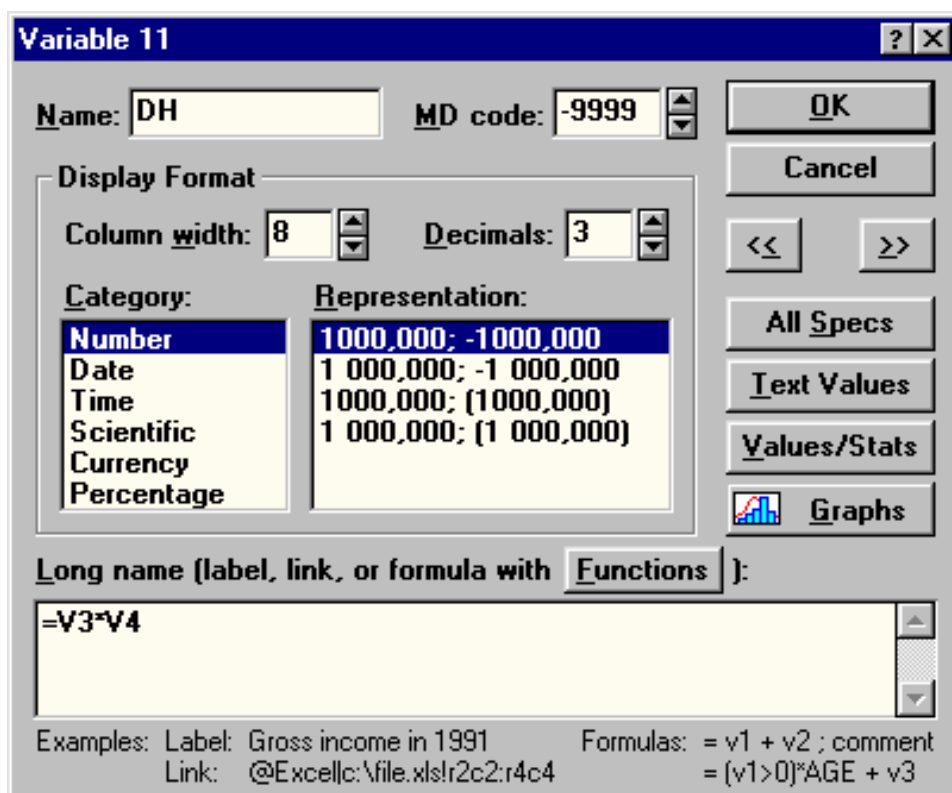 Variable 11
Name: DH MD code: -9999 OK
Cancel
Display Format
Column width: 8 Decimals: 3 << >>
Category: Representation:
Number 1000,000; -1000,000 All Specs
Date 1 000,000; -1 000,000
Time 1000,000; (1000,000) Text Values
Scientific 1 000,000; (1 000,000)
Currency Values/Stats
Percentage
Graphs
Long name (label, link, or formula with Functions ):
=V3*V4
Examples: Label: Gross income in 1991 Formulas: = v1 + v2 ; comment
Link: @Excel|c:\file.xls!r2c2:r4c4 = (v1>0)*AGE + v3